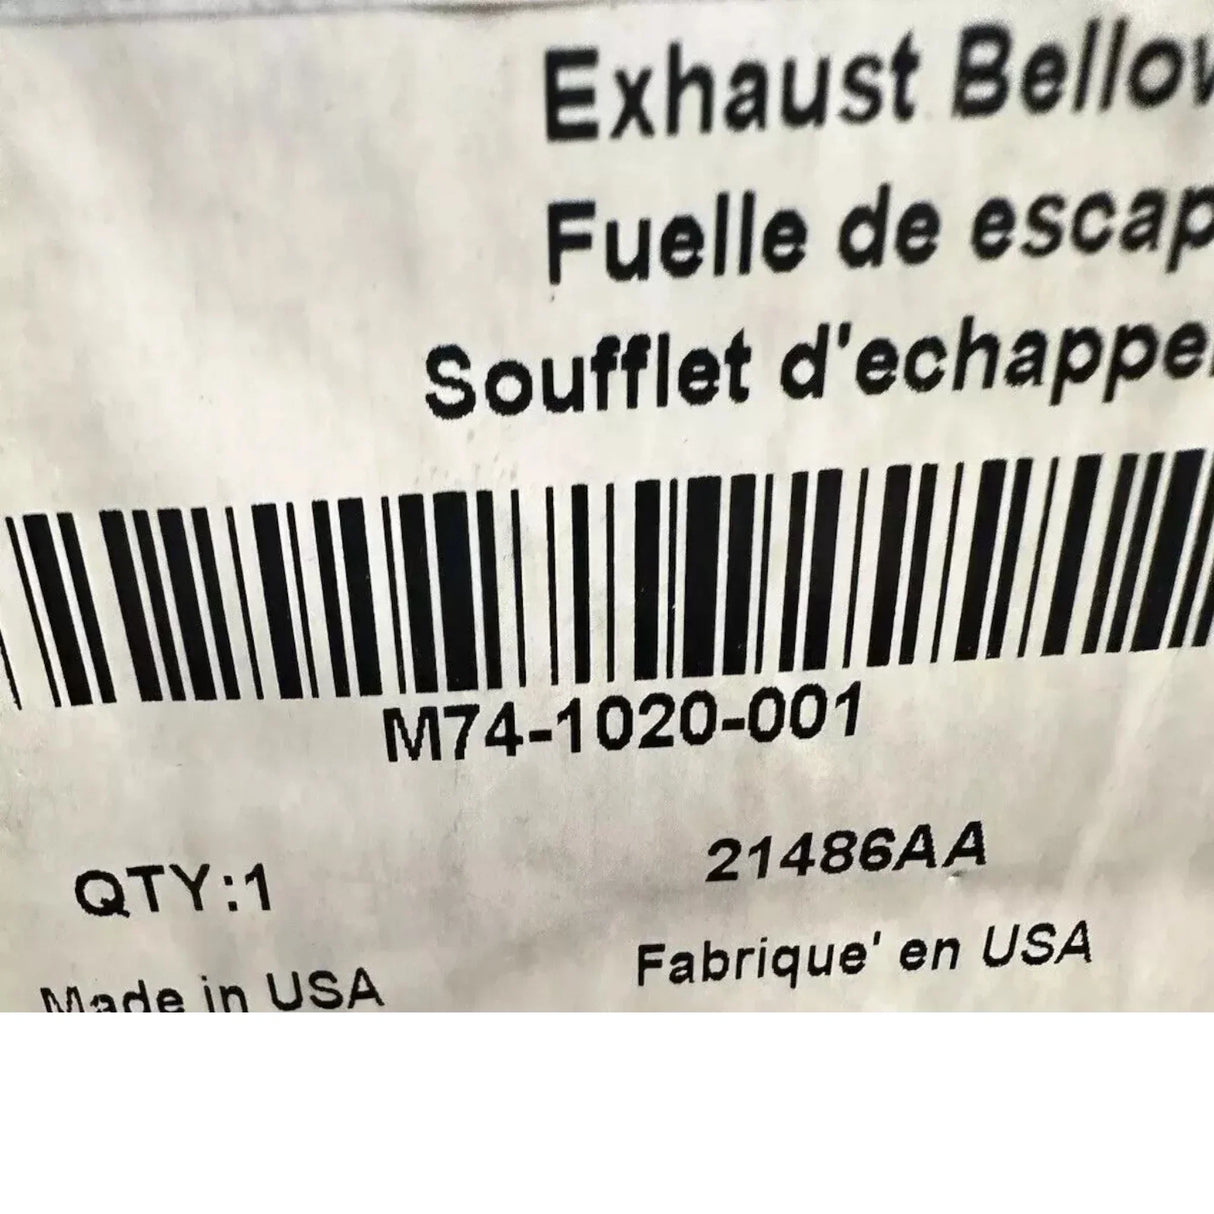 Exhaust Bellow
Fuelle de escap
Soufflet d'echappe
M74-1020-001
QTY:1
21486AA
Made in USA
Fabrique' en USA